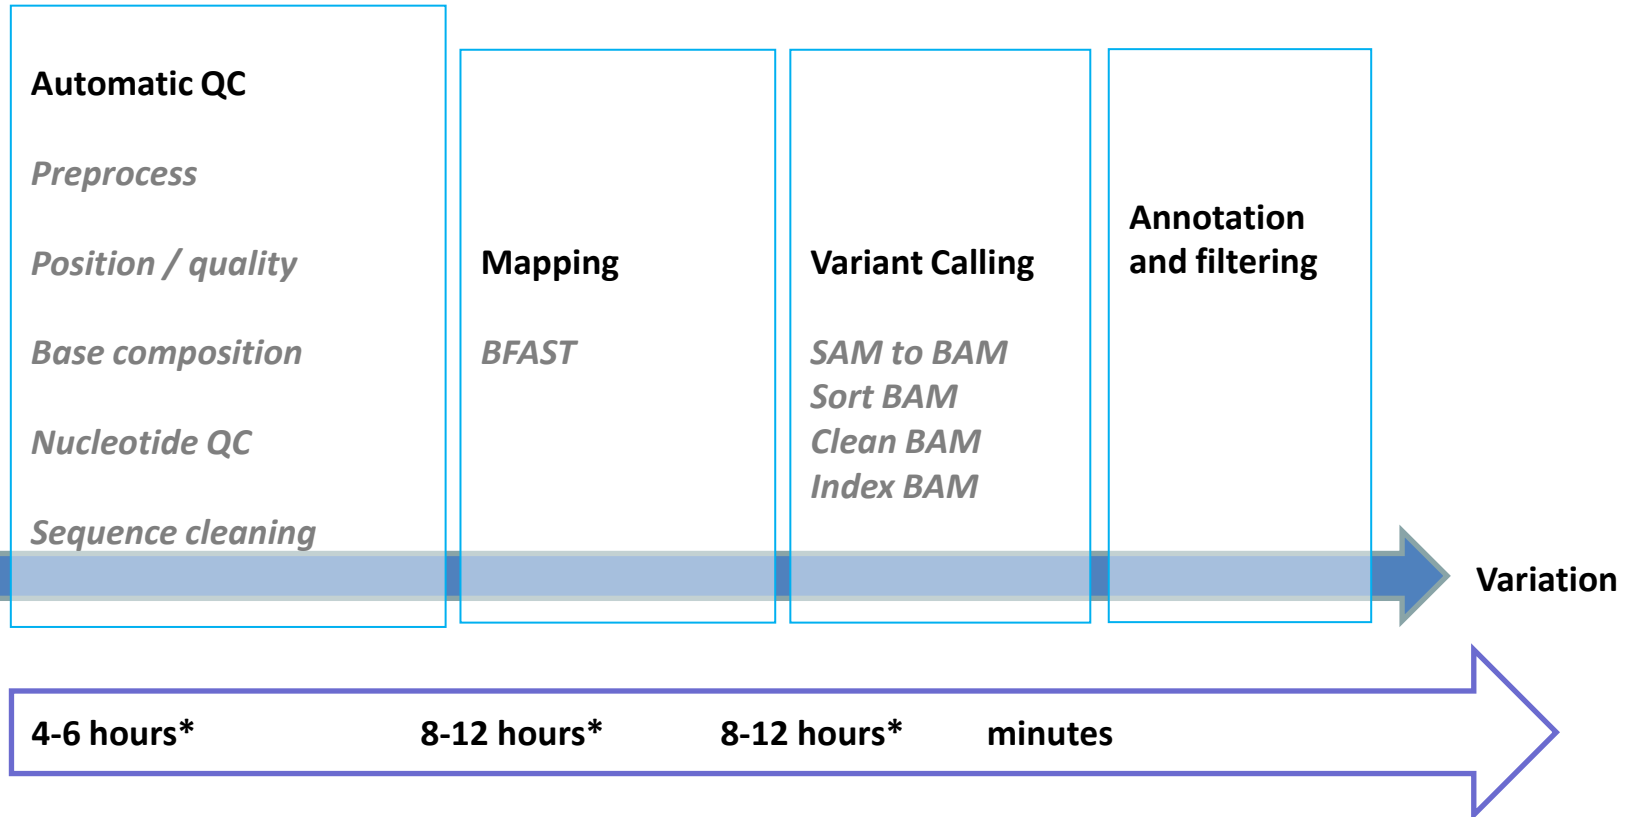 Automatic QC
Preprocess
Position / quality
Base composition
Nucleotide QC
Sequence cleaning
Mapping
BFAST
Variant Calling
SAM to BAM
Sort BAM
Clean BAM
Index BAM
Annotation
and filtering
Variation
4-6 hours*
8-12 hours*
8-12 hours*
minutes